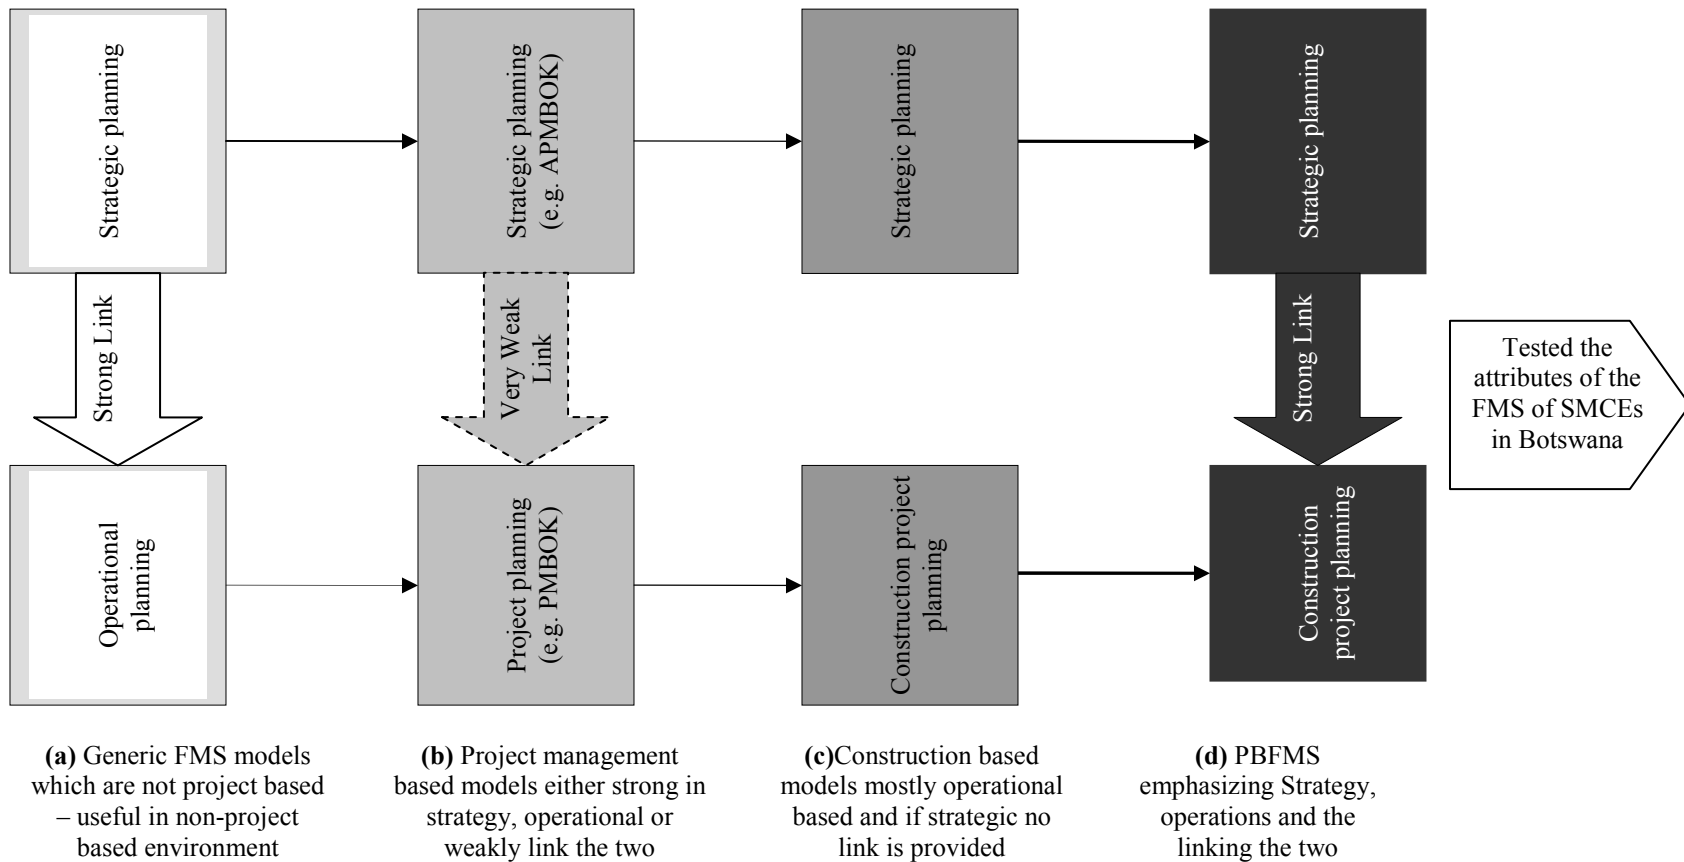 Strategic planning
Strategic planning
(e.g. APMBOK)
Strategic planning
Strategic planning
Strong Link
Very Weak
Link
Strong Link
Tested the
attributes of the
FMS of SMCEs
in Botswana
Operational
planning
Project planning
(e.g. PMBOK)
Construction project
planning
Construction
project planning
(a) Generic FMS models
which are not project based
– useful in non-project
based environment
(b) Project management
based models either strong in
strategy, operational or
weakly link the two
(c)Construction based
models mostly operational
based and if strategic no
link is provided
(d) PBFMS
emphasizing Strategy,
operations and the
linking the two